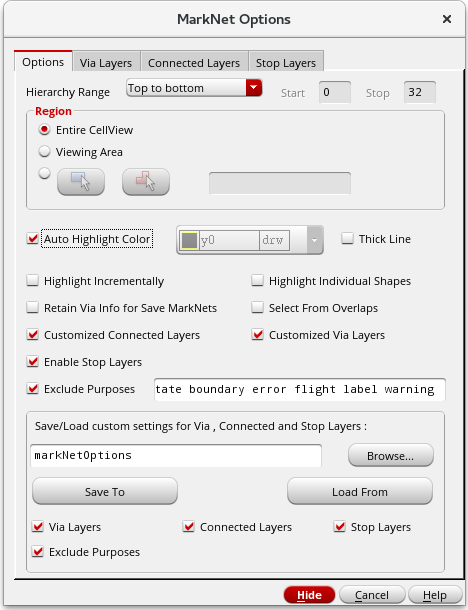 MarkNet Options
Options Via Layers Connected Layers Stop Layers
Hierarchy Range Top to bottom Start 0 Stop 32
Region
Entire CellView
Viewing Area
Auto Highlight Color y0 drw Thick Line
Highlight Incrementally Highlight Individual Shapes
Retain Via Info for Save MarkNets Select From Overlaps
Customized Connected Layers Customized Via Layers
Enable Stop Layers
Exclude Purposes tate boundary error flight label warning
Save/Load custom settings for Via , Connected and Stop Layers :
markNetOptions Browse...
Save To Load From
Via Layers Connected Layers Stop Layers
Exclude Purposes
Hide Cancel Help